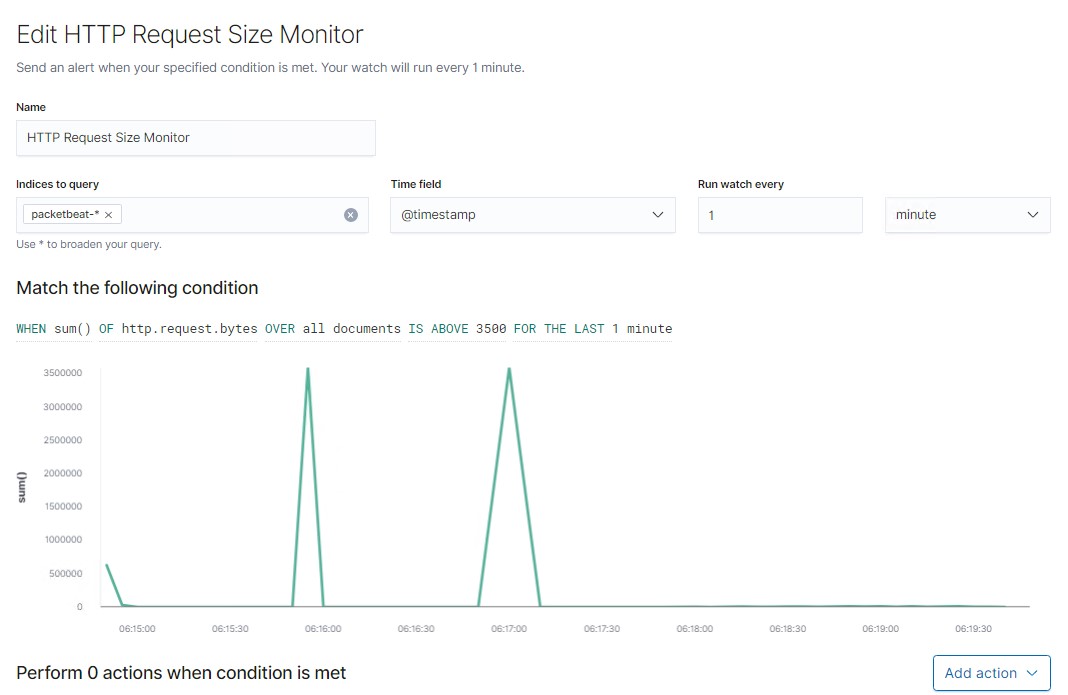 Edit HTTP Request Size Monitor
Send an alert when your specified condition is met. Your watch will run every 1 minute.
Name
HTTP Request Size Monitor
Indices to query
Time field
Run watch every
packetbeat-* ×
@timestamp
1
minute
Use * to broaden your query.
Match the following condition
WHEN sum() OF http.request.bytes OVER all documents IS ABOVE 3500 FOR THE LAST 1 minute
3500000
3000000
2500000
2000000
1500000
1000000
500000
0
sum()
06:15:00 06:15:30 06:16:00 06:16:30 06:17:00 06:17:30 06:18:00 06:18:30 06:19:00 06:19:30
Perform 0 actions when condition is met
Add action